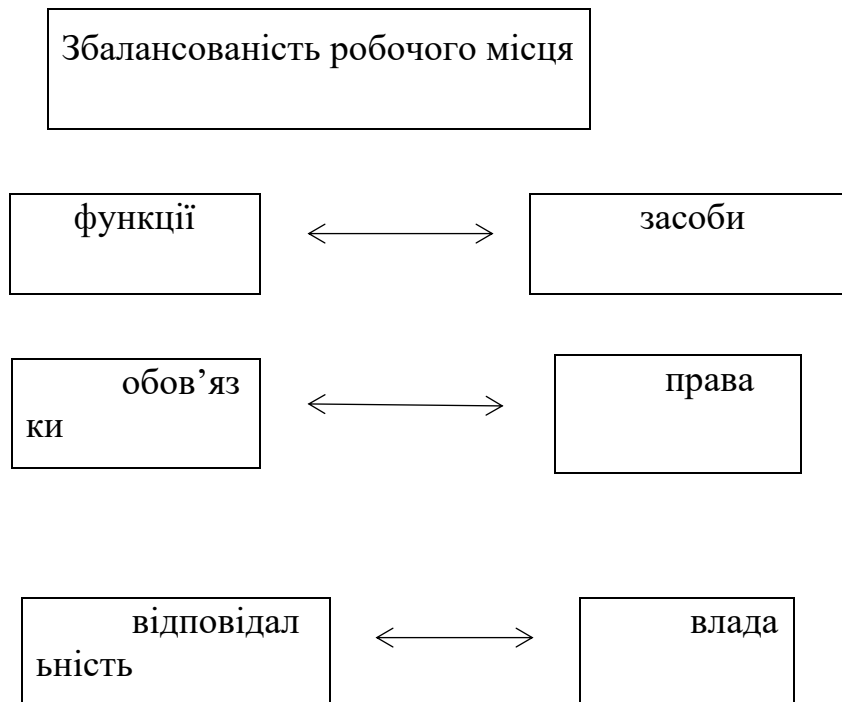 Збалансованість робочого місця
функції
засоби
обов’яз
ки
права
відповідал
ьність
влада